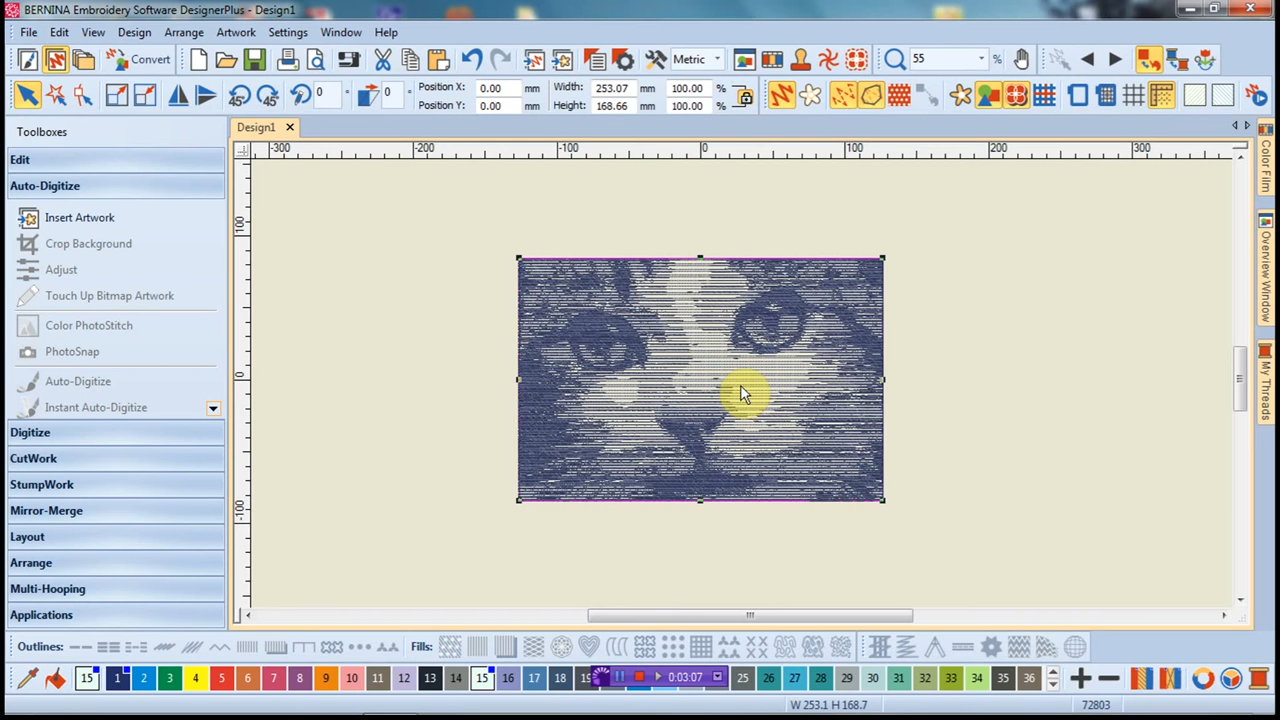 BERNINA Embroidery Software DesignerPlus - Design1
File Edit View Design Arrange Artwork Settings Window Help
Convert Metric 55 %
45 45 0 ° 0 ° Position X: 0.00 mm Width: 253.07 mm 100.00 %
Position Y: 0.00 mm Height: 168.66 mm 100.00 %
Toolboxes
Design1
Edit
-300 -200 -100 0 100 200 300
Auto-Digitize
Insert Artwork
Crop Background
Adjust
Touch Up Bitmap Artwork
Color PhotoStitch
PhotoSnap
Auto-Digitize
Instant Auto-Digitize
Digitize
CutWork
StumpWork
Mirror-Merge
Layout
Arrange
Multi-Hooping
Applications
100
0
-100
Color Film
Overview Window
My Threads
Outlines: Fills:
15 1 2 3 4 5 6 7 8 9 10 11 12 13 14 15 16 17 18 19 0:03:07 25 26 27 28 29 30 31 32 33 34 35 36
W 253.1 H 168.7 72803